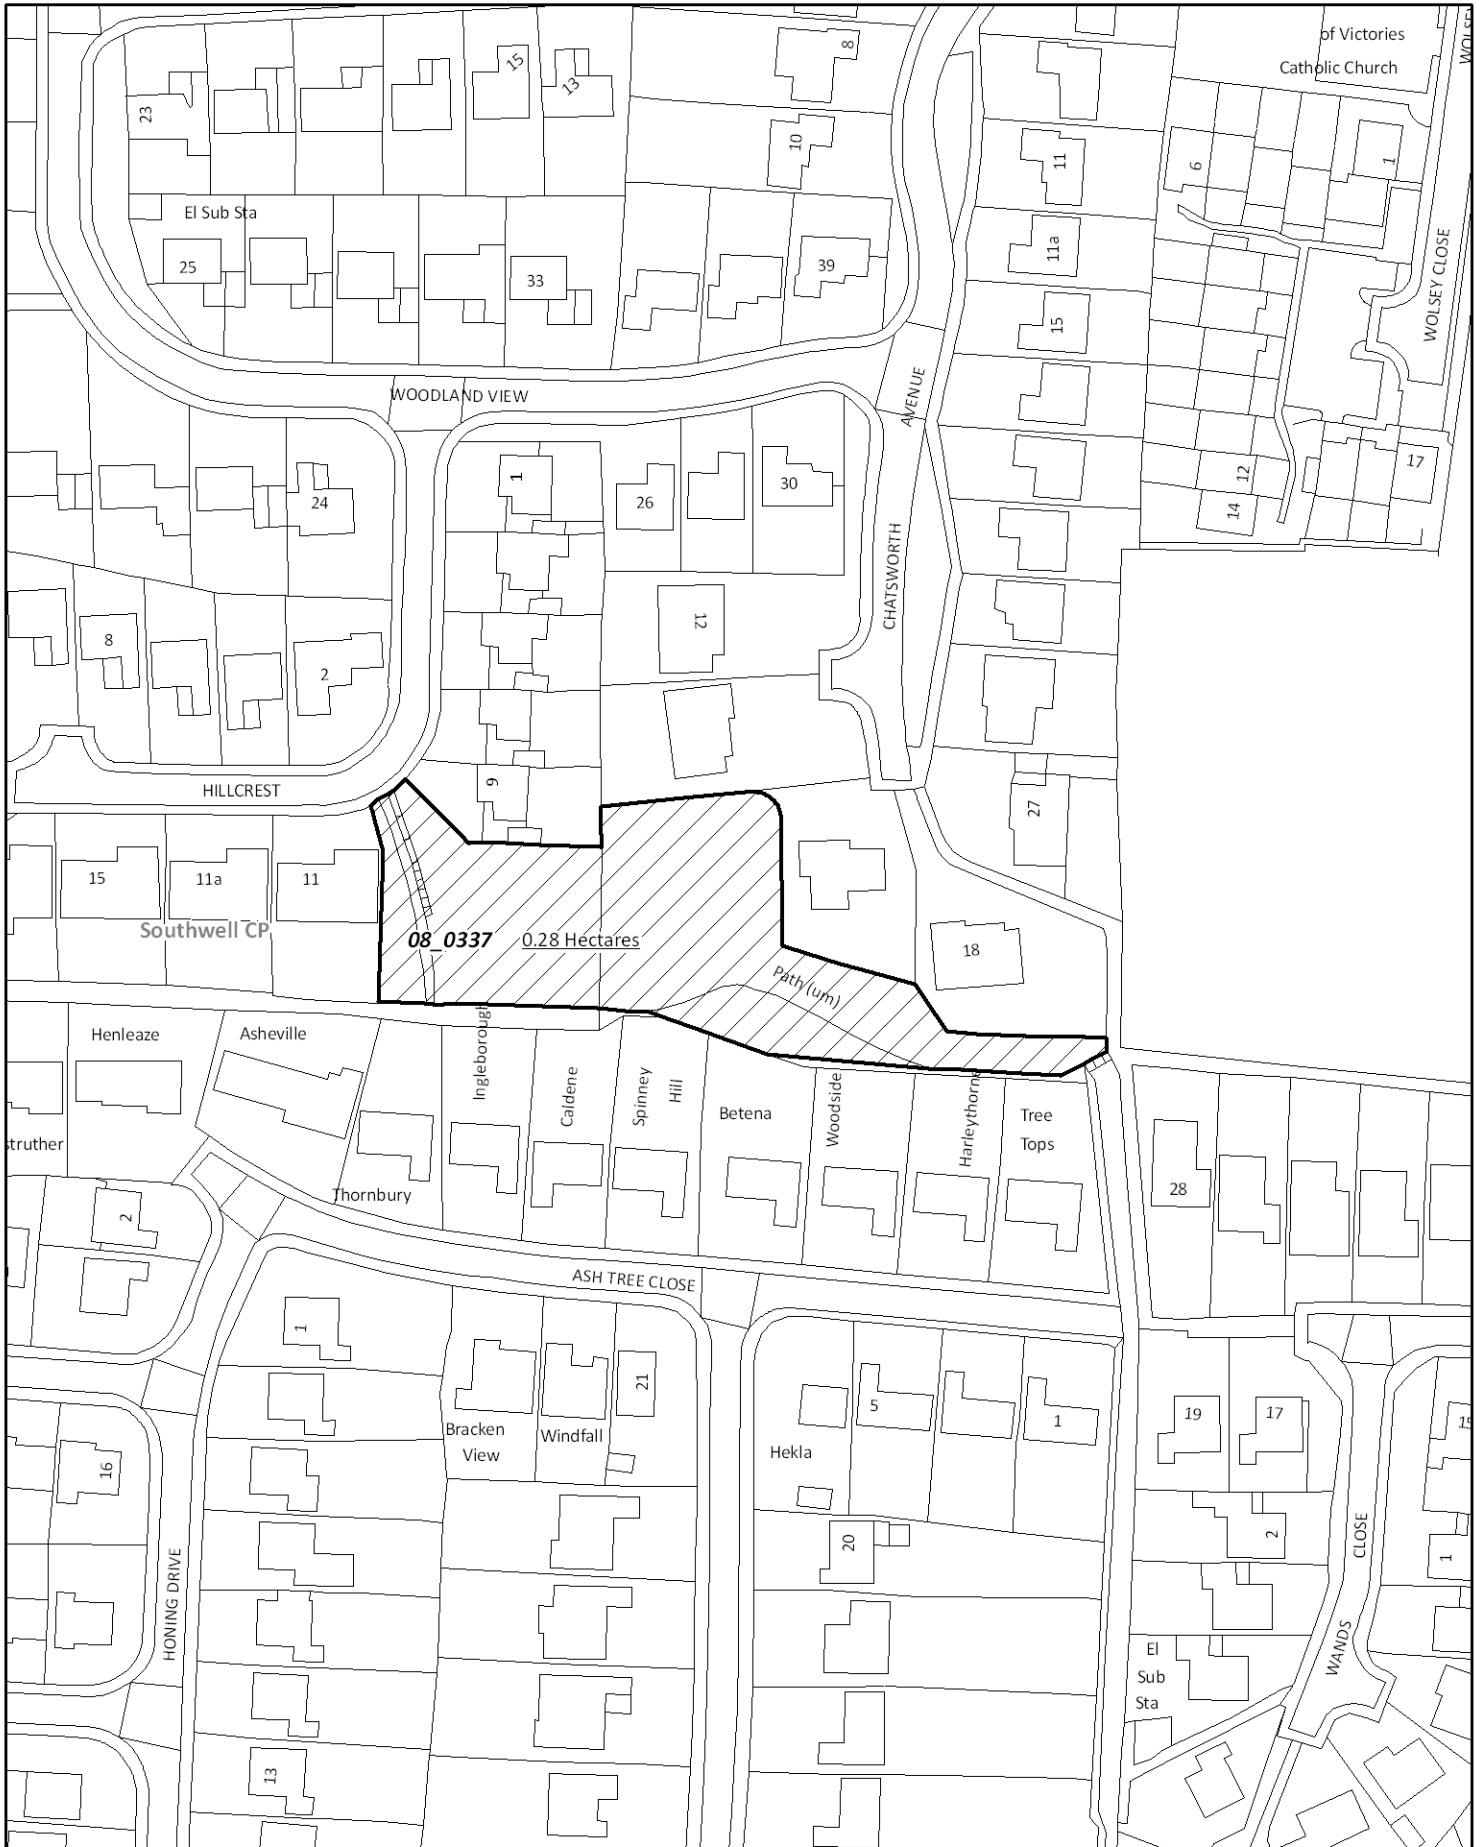 of Victories
Catholic Church
WOLSEY CLOSE
8
15
13
23
10
11
6
1
El Sub Sta
11a
25
33
39
15
WOODLAND VIEW
AVENUE
CHATSWORTH
24
1
26
30
12
14
17
8
2
12
9
HILLCREST
27
15
11a
11
Southwell CP
08_0337
0.28 Hectares
18
Path (um)
Henleaze
Asheville
Ingleborough
Caldene
Spinney
Hill
Betena
Woodside
Harleythorne
Tree
Tops
struther
Thornbury
28
2
ASH TREE CLOSE
1
21
5
1
19
17
15
Bracken
View
Windfall
Hekla
16
20
2
1
CLOSE
WANDS
HONING DRIVE
El
Sub
Sta
13